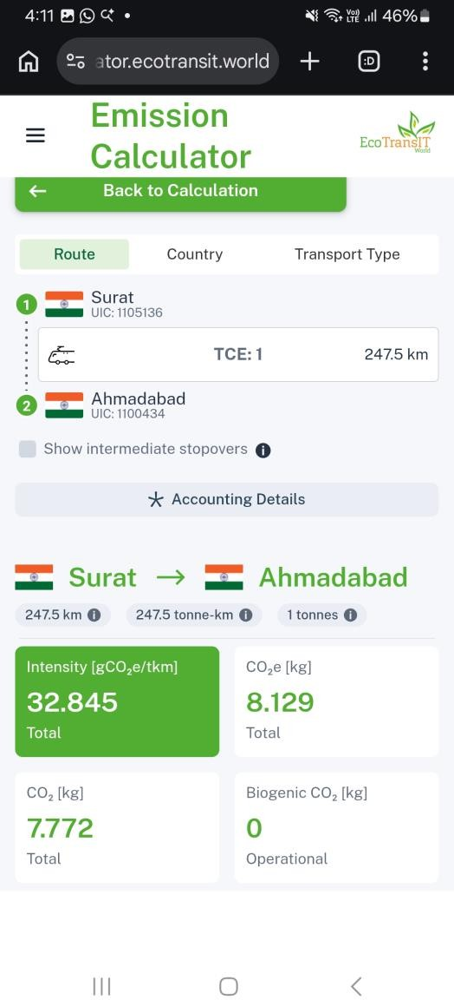 4:11
Vo)) LTE 46%
ator.ecotransit.world
:D
Emission
Calculator
EcoTransIT
World
Back to Calculation
Route Country Transport Type
1 Surat
UIC: 1105136
TCE: 1 247.5 km
2 Ahmadabad
UIC: 1100434
Show intermediate stopovers i
Accounting Details
Surat → Ahmadabad
247.5 km i 247.5 tonne-km i 1 tonnes i
Intensity [gCO₂e/tkm] CO₂e [kg]
32.845 8.129
Total Total
CO₂ [kg] Biogenic CO₂ [kg]
7.772 0
Total Operational